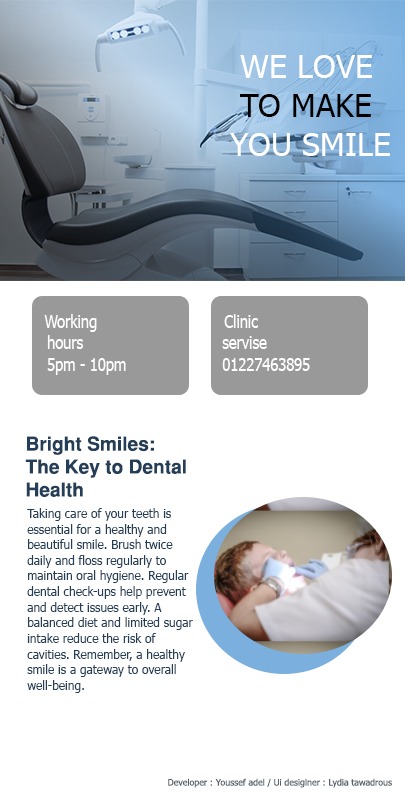 WE LOVE
TO MAKE
YOU SMILE
Working
hours
5pm - 10pm
Clinic
servise
01227463895
Bright Smiles:
The Key to Dental
Health
Taking care of your teeth is
essential for a healthy and
beautiful smile. Brush twice
daily and floss regularly to
maintain oral hygiene. Regular
dental check-ups help prevent
and detect issues early. A
balanced diet and limited sugar
intake reduce the risk of
cavities. Remember, a healthy
smile is a gateway to overall
well-being.
Developer : Youssef adel / Ui desiginer : Lydia tawadrous